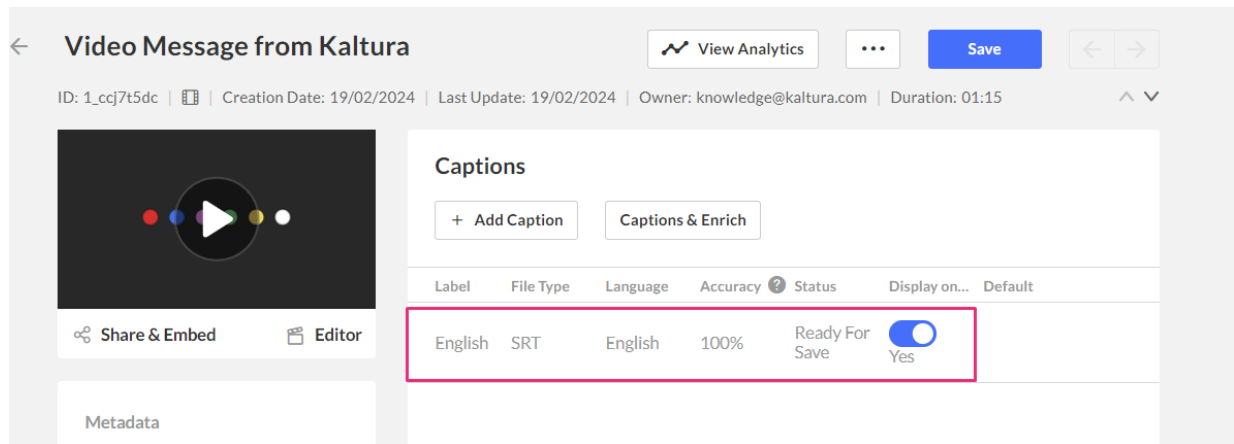 Video Message from Kaltura
View Analytics
...
Save
ID: 1_ccj7t5dc | | Creation Date: 19/02/2024 | Last Update: 19/02/2024 | Owner: knowledge@kaltura.com | Duration: 01:15
Captions
+ Add Caption
Captions & Enrich
Label File Type Language Accuracy ? Status Display on... Default
English SRT English 100% Ready For
Save
Yes
Share & Embed
Editor
Metadata